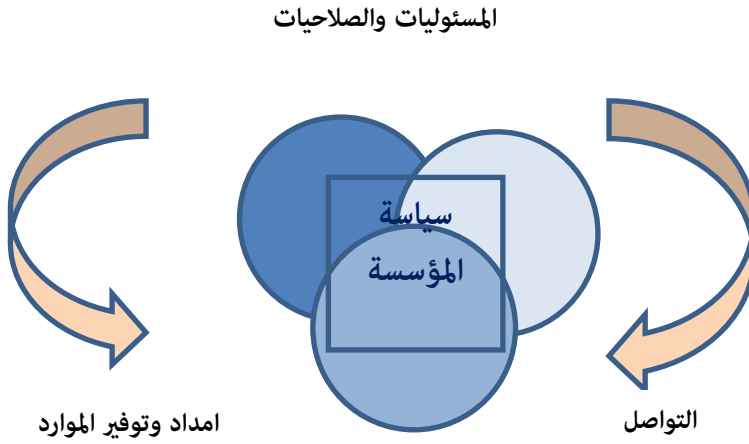 المسئوليات والصلاحيات
سياسة
المؤسسة
التواصل
امداد وتوفير الموارد